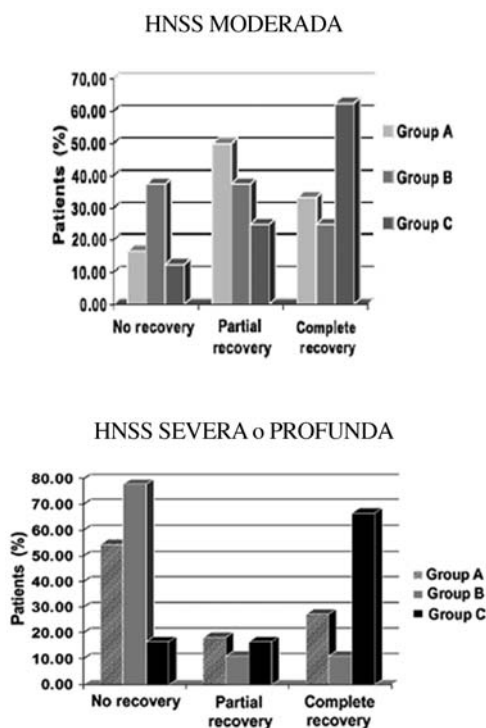 HNSS MODERADA
70,00
60.00
50.00
40.00
30.00
20.00
10.00
0.00
Patients (%)
No recovery
Partial recovery
Complete recovery
Group A
Group B
Group C
HNSS SEVERA o PROFUNDA
80.00
70.00
60.00
50.00
40.00
30.00
20.00
10.00
0.00
Patients (%)
No recovery
Partial recovery
Complete recovery
Group A
Group B
Group C